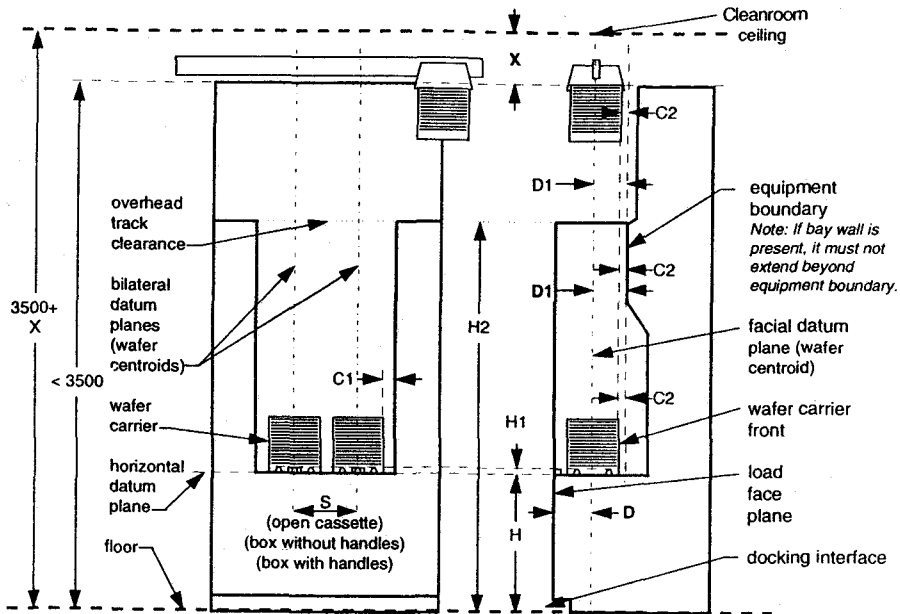 Cleanroom
ceiling
X
C2
D1
equipment
boundary
Note: If bay wall is
present, it must not
extend beyond
equipment boundary.
overhead
track
clearance
bilateral
datum
planes
(wafer
centroids)
3500+
X
< 3500
H2
C2
D1
facial datum
plane (wafer
centroid)
C1
C2
wafer
carrier
H1
wafer carrier
front
horizontal
datum
plane
load
face
plane
S
(open cassette)
(box without handles)
(box with handles)
H
D
floor
docking interface